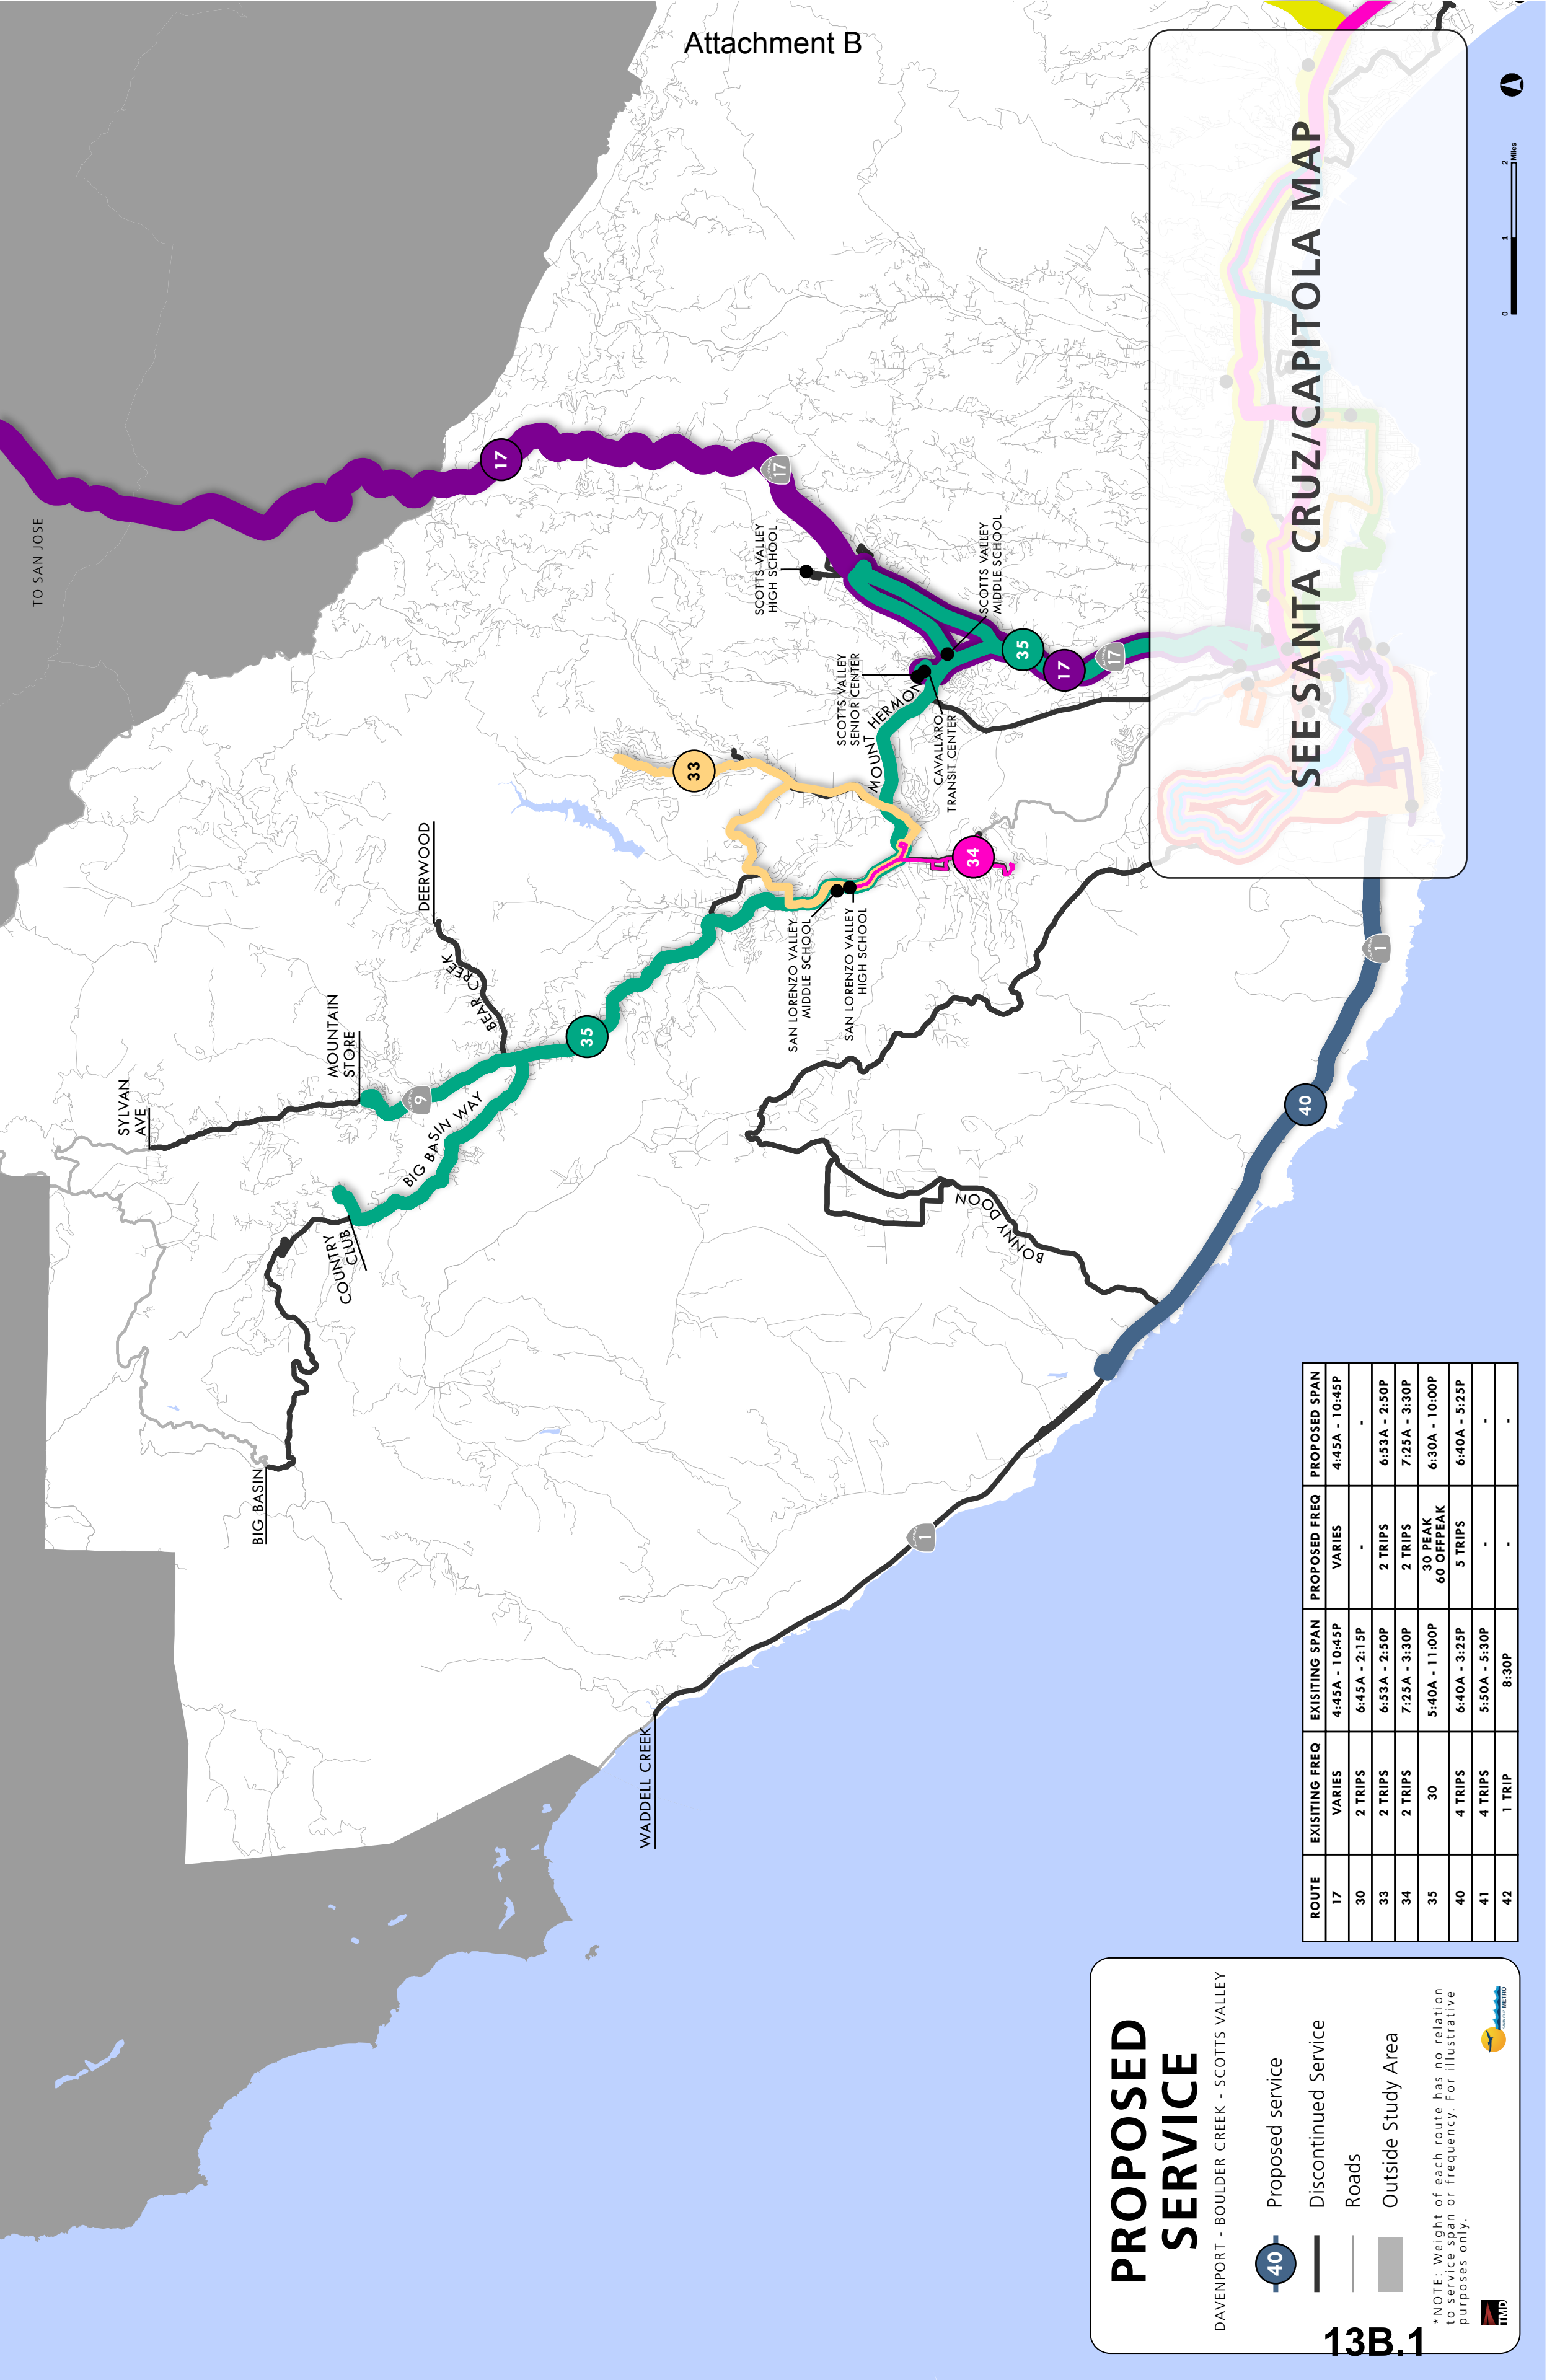 Attachment B
TO SAN JOSE
SEE SANTA CRUZ/CAPITOLA MAP
0
1
2
Miles
17
17
SCOTTS VALLEY
HIGH SCHOOL
SCOTTS VALLEY
MIDDLE SCHOOL
SCOTTS VALLEY
SENIOR CENTER
35
17
17
MOUNT HERMON
CAVALLARO
TRANSIT CENTER
33
34
DEERWOOD
BEAR CREEK
SAN LORENZO VALLEY
MIDDLE SCHOOL
SAN LORENZO VALLEY
HIGH SCHOOL
35
MOUNTAIN
STORE
SYLVAN
AVE
9
BIG BASIN WAY
COUNTRY
CLUB
BIG BASIN
BONNY DOON
1
40
1
WADDELL CREEK
ROUTE EXISITING FREQ EXISITING SPAN PROPOSED FREQ PROPOSED SPAN
17 VARIES 4:45A - 10:45P VARIES 4:45A - 10:45P
30 2 TRIPS 6:45A - 2:15P - -
33 2 TRIPS 6:53A - 2:50P 2 TRIPS 6:53A - 2:50P
34 2 TRIPS 7:25A - 3:30P 2 TRIPS 7:25A - 3:30P
35 30 5:40A - 11:00P 30 PEAK 60 OFFPEAK 6:30A - 10:00P
40 4 TRIPS 6:40A - 3:25P 5 TRIPS 6:40A - 5:25P
41 4 TRIPS 5:50A - 5:30P - -
42 1 TRIP 8:30P - -
PROPOSED
SERVICE
DAVENPORT - BOULDER CREEK - SCOTTS VALLEY
40 Proposed service
Discontinued Service
Roads
Outside Study Area
*NOTE: Weight of each route has no relation
to service span or frequency. For illustrative
purposes only.
TMD
METRO
13B.1